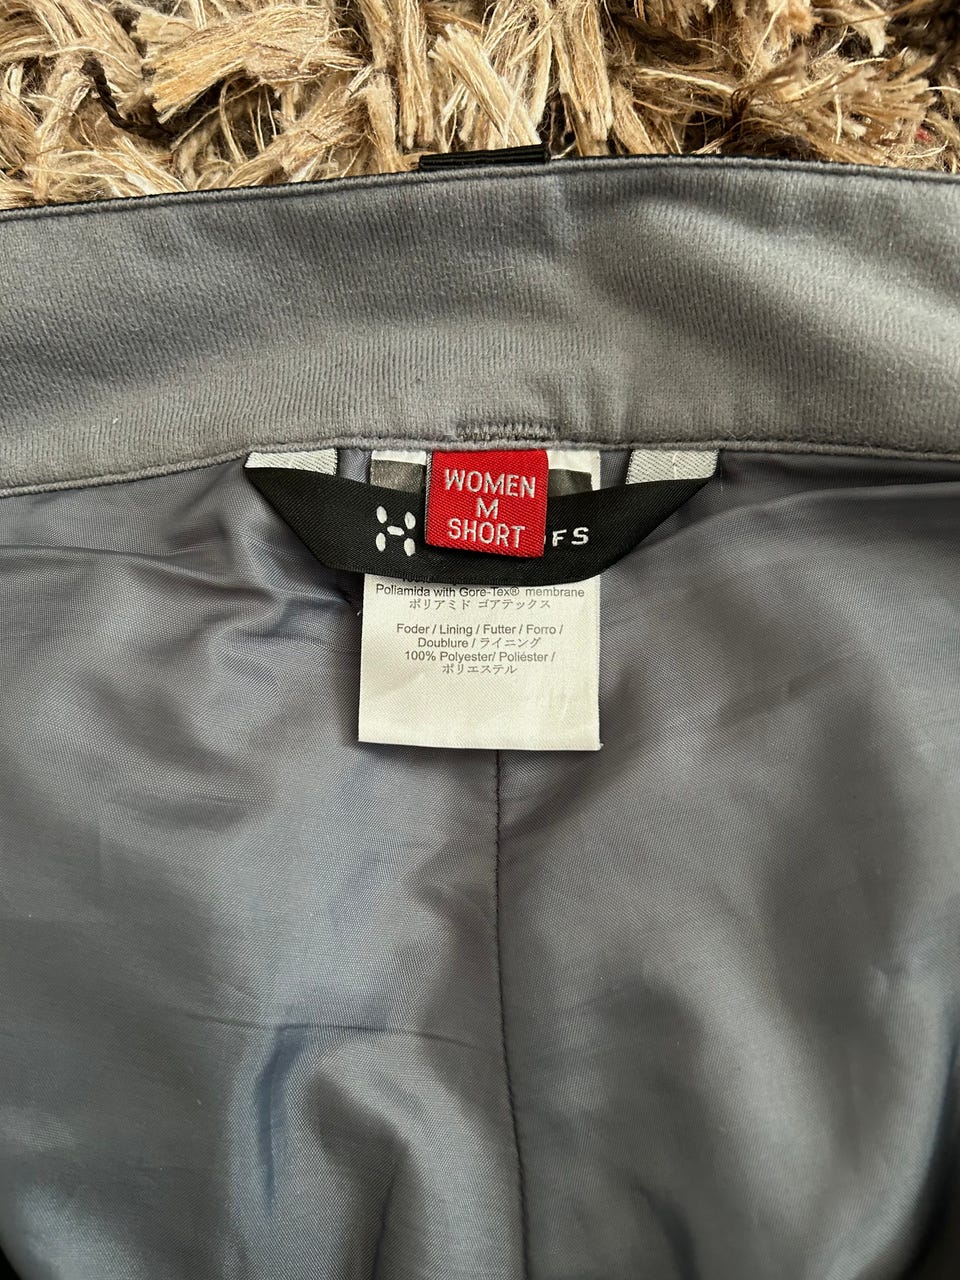 WOMEN
M
SHORT
OFS
Poliamida with Gore-Tex® membrane
ポリアミド ゴアテックス
Foder / Lining / Futter / Forro /
Doublure / ライニング
100% Polyester/ Poliéster /
ポリエステル